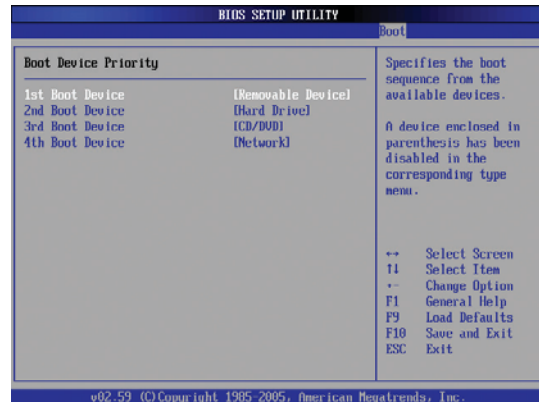 BIOS SETUP UTILITY
Boot
Boot Device Priority
1st Boot Device [Removable Device]
2nd Boot Device [Hard Drive]
3rd Boot Device [CD/DVD]
4th Boot Device [Network]
Specifies the boot
sequence from the
available devices.
A device enclosed in
parenthesis has been
disabled in the
corresponding type
menu.
↔ Select Screen
↑↓ Select Item
+- Change Option
F1 General Help
F9 Load Defaults
F10 Save and Exit
ESC Exit
v02.59 (C)Copyright 1985-2005, American Megatrends, Inc.